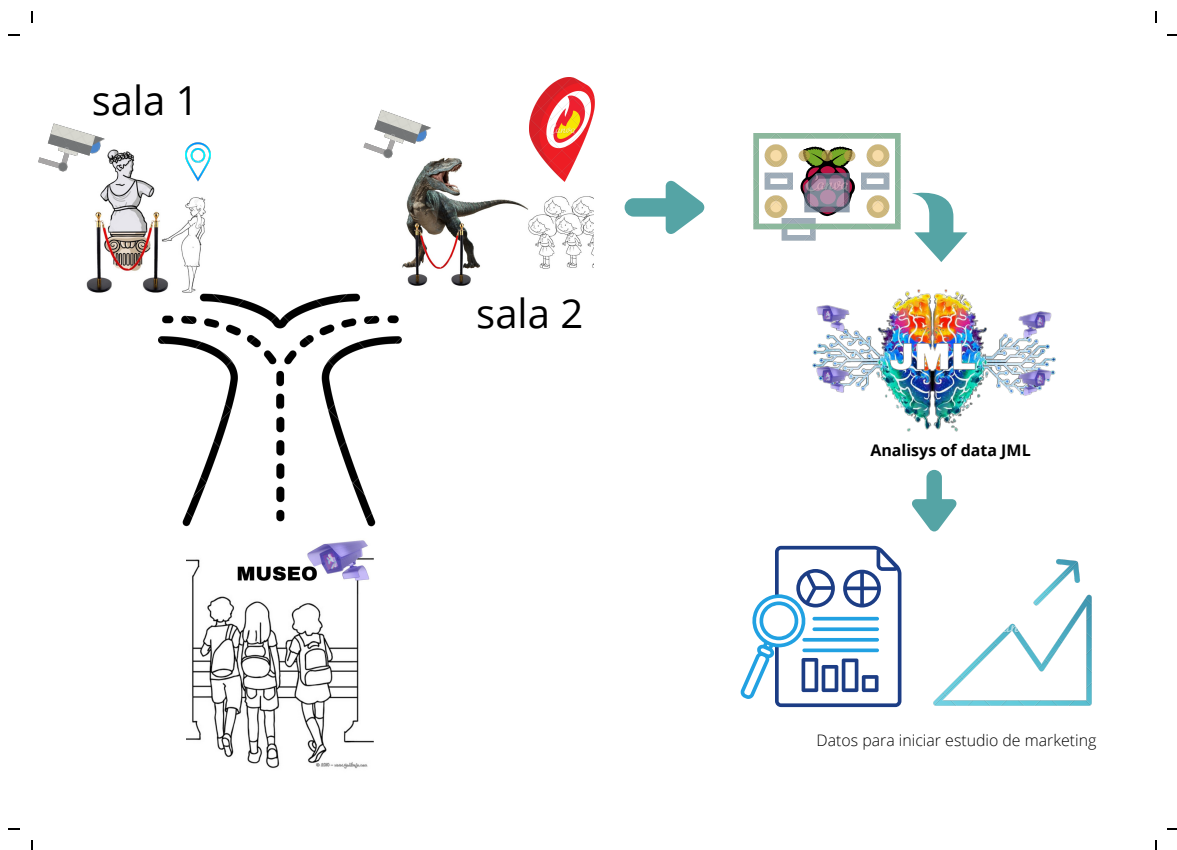 sala 1
sala 2
JML
Analisys of data JML
MUSEO
Datos para iniciar estudio de marketing